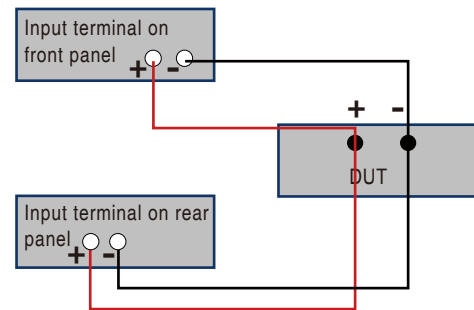 Input terminal on
front panel
+ -
+ -
DUT
Input terminal on rear
panel
+ -